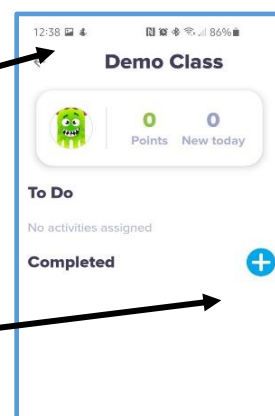 12:38 86%
Demo Class
0 0
Points New today
To Do
No activities assigned
Completed